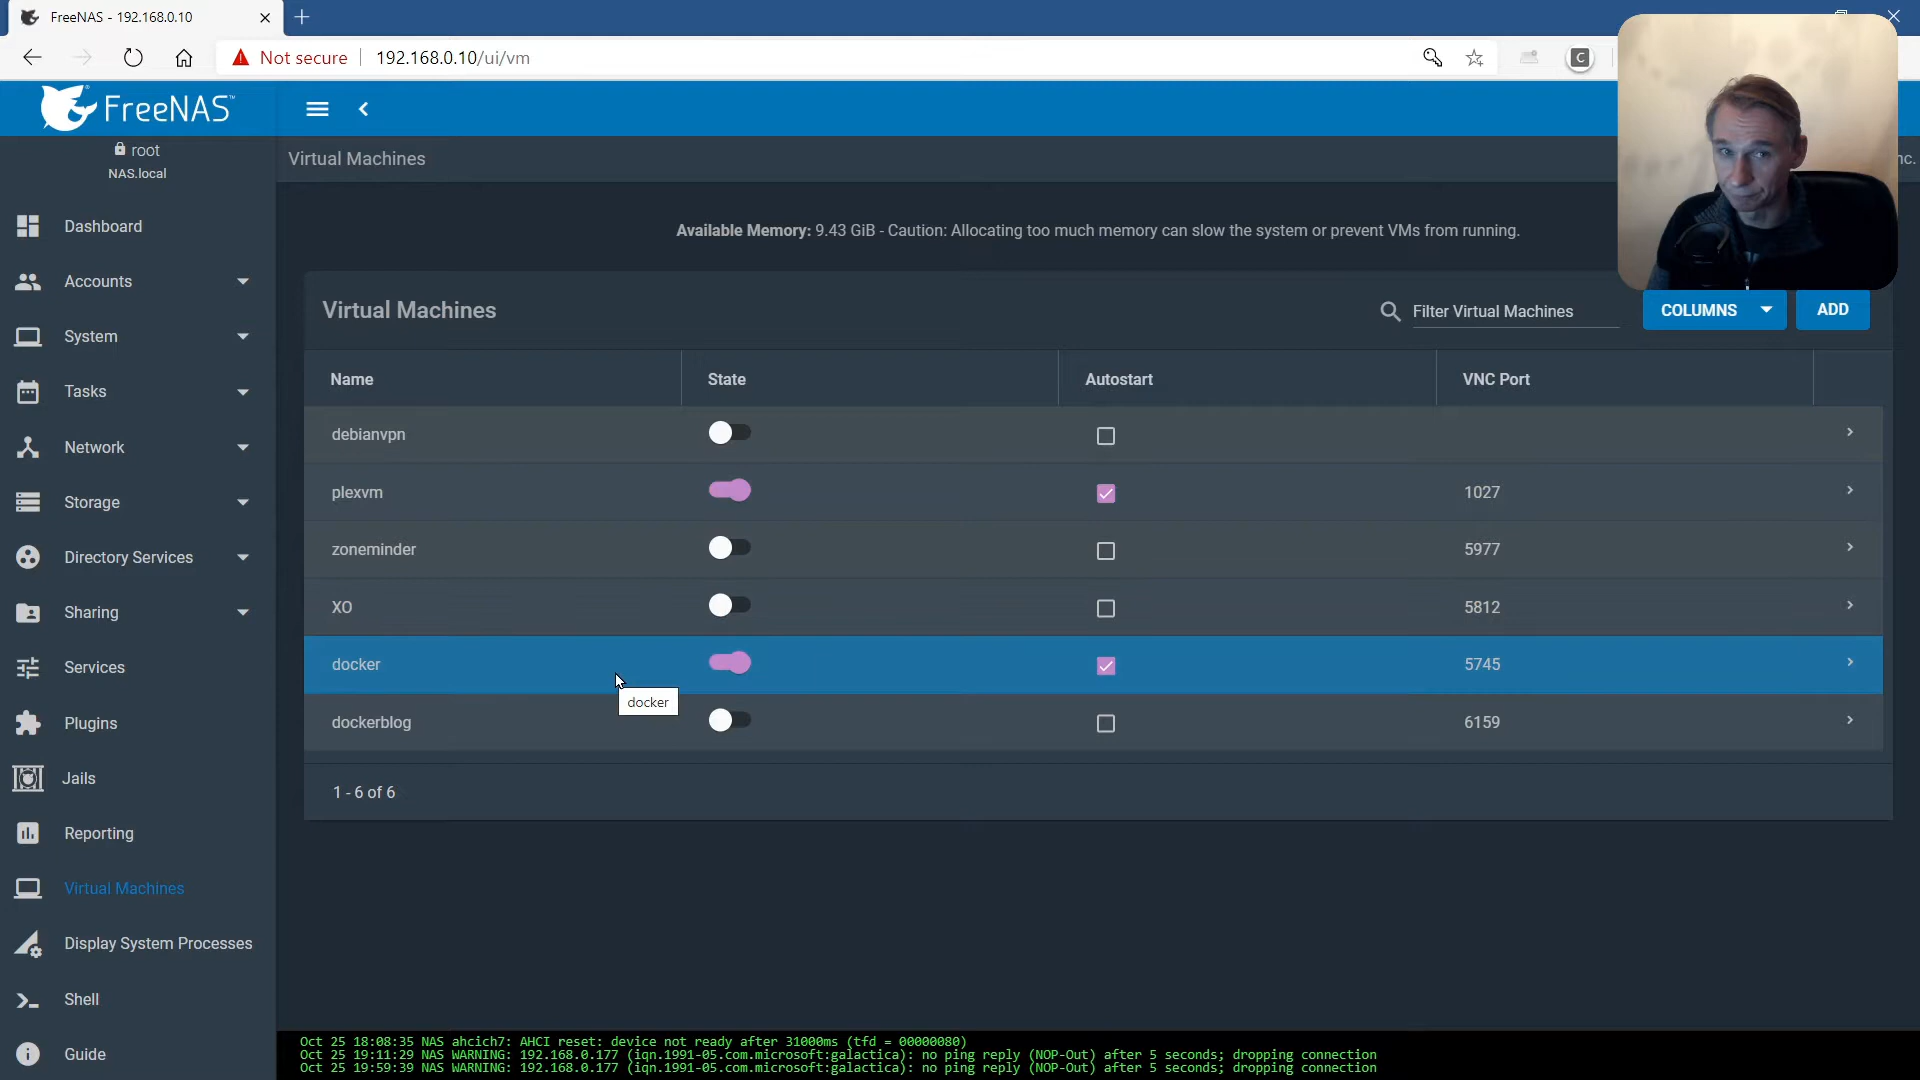 FreeNAS - 192.168.0.10
Not secure
192.168.0.10/ui/vm
C
FreeNAS™
root
NAS.local
Virtual Machines
nc.
Dashboard
Accounts
System
Tasks
Network
Storage
Directory Services
Sharing
Services
Plugins
Jails
Reporting
Virtual Machines
Display System Processes
Shell
Guide
Available Memory: 9.43 GiB - Caution: Allocating too much memory can slow the system or prevent VMs from running.
Virtual Machines
Filter Virtual Machines
COLUMNS
ADD
Name State Autostart VNC Port
debianvpn
plexvm 1027
zoneminder 5977
XO 5812
docker 5745
docker
dockerblog 6159
1 - 6 of 6
Oct 25 18:08:35 NAS ahcich7: AHCI reset: device not ready after 31000ms (tfd = 00000080)
Oct 25 19:11:29 NAS WARNING: 192.168.0.177 (iqn.1991-05.com.microsoft:galactica): no ping reply (NOP-Out) after 5 seconds; dropping connection
Oct 25 19:59:39 NAS WARNING: 192.168.0.177 (iqn.1991-05.com.microsoft:galactica): no ping reply (NOP-Out) after 5 seconds; dropping connection